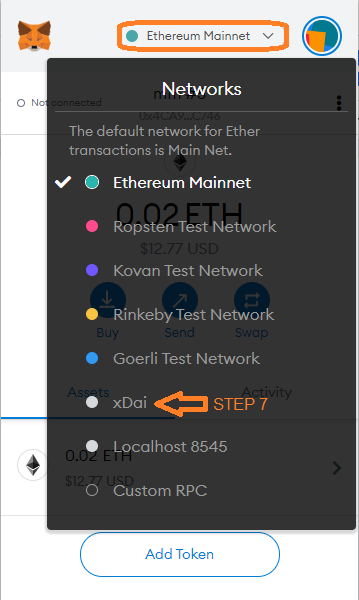 Ethereum Mainnet
Networks
Not connected
0x4CA9...C746
The default network for Ether
transactions is Main Net.
Ethereum Mainnet
0.02 ETH
Ropsten Test Network
$12.77 USD
Kovan Test Network
Rinkeby Test Network
Buy
Send
Swap
Goerli Test Network
Assets
Activity
xDai
STEP 7
Localhost 8545
0.02 ETH
$12.77 USD
Custom RPC
Add Token